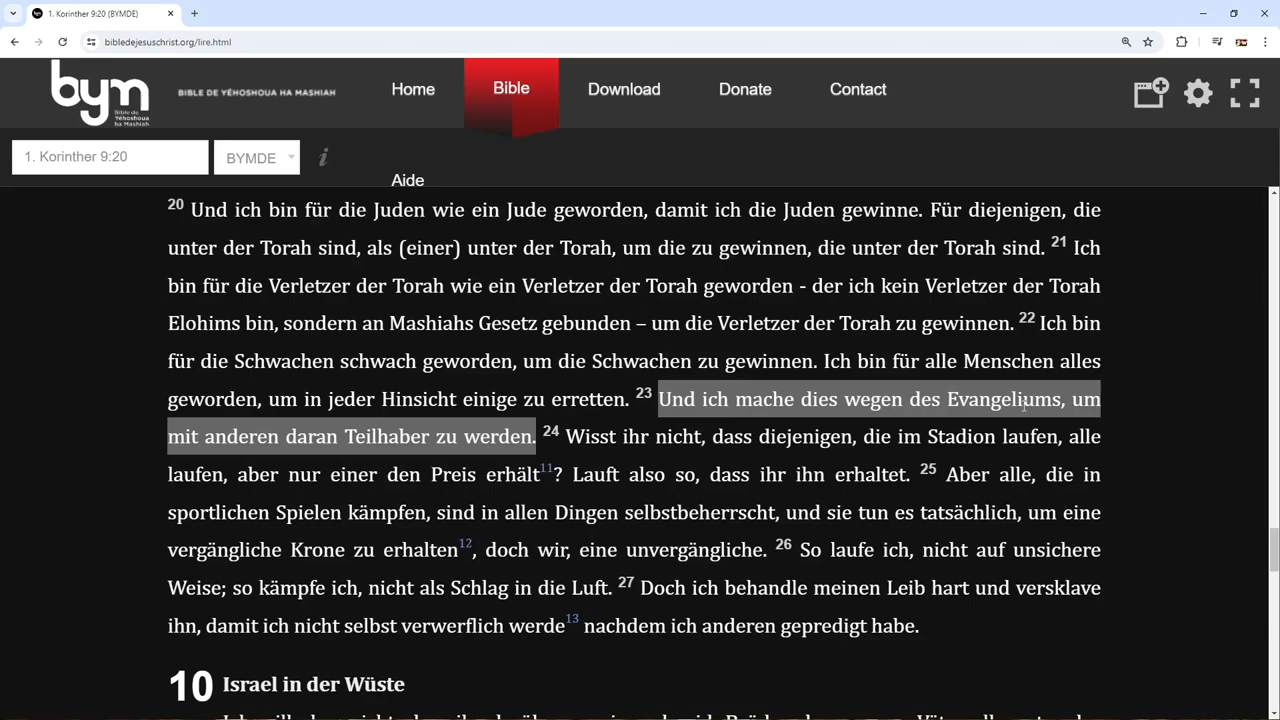 1. Korinther 9:20 (BYMDE)
bibledejesuschrist.org/lire.html
bym
Bible de Yéhoshoua ha Mashiah
BIBLE DE YÉHOSHOUA HA MASHIAH
Home
Bible
Download
Donate
Contact
1. Korinther 9:20
BYMDE
i
Aide
20 Und ich bin für die Juden wie ein Jude geworden, damit ich die Juden gewinne. Für diejenigen, die
unter der Torah sind, als (einer) unter der Torah, um die zu gewinnen, die unter der Torah sind. 21 Ich
bin für die Verletzer der Torah wie ein Verletzer der Torah geworden - der ich kein Verletzer der Torah
Elohims bin, sondern an Mashiahs Gesetz gebunden – um die Verletzer der Torah zu gewinnen. 22 Ich bin
für die Schwachen schwach geworden, um die Schwachen zu gewinnen. Ich bin für alle Menschen alles
geworden, um in jeder Hinsicht einige zu erretten. 23 Und ich mache dies wegen des Evangeliums, um
mit anderen daran Teilhaber zu werden. 24 Wisst ihr nicht, dass diejenigen, die im Stadion laufen, alle
laufen, aber nur einer den Preis erhält11? Lauft also so, dass ihr ihn erhaltet. 25 Aber alle, die in
sportlichen Spielen kämpfen, sind in allen Dingen selbstbeherrscht, und sie tun es tatsächlich, um eine
vergängliche Krone zu erhalten12, doch wir, eine unvergängliche. 26 So laufe ich, nicht auf unsichere
Weise; so kämpfe ich, nicht als Schlag in die Luft. 27 Doch ich behandle meinen Leib hart und versklave
ihn, damit ich nicht selbst verwerflich werde13 nachdem ich anderen gepredigt habe.
10 Israel in der Wüste